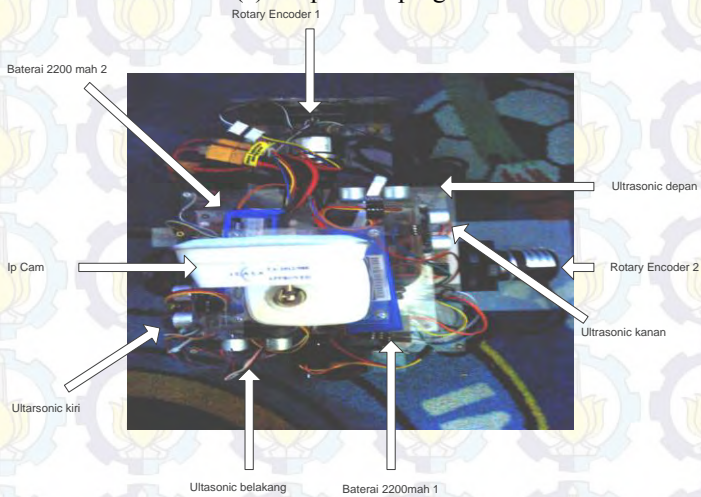 Rotary Encoder 1
Baterai 2200 mah 2
Ultrasonic depan
Ip Cam
Rotary Encoder 2
Ultrasonic kanan
Ultarsonic kiri
Ultasonic belakang
Baterai 2200mah 1